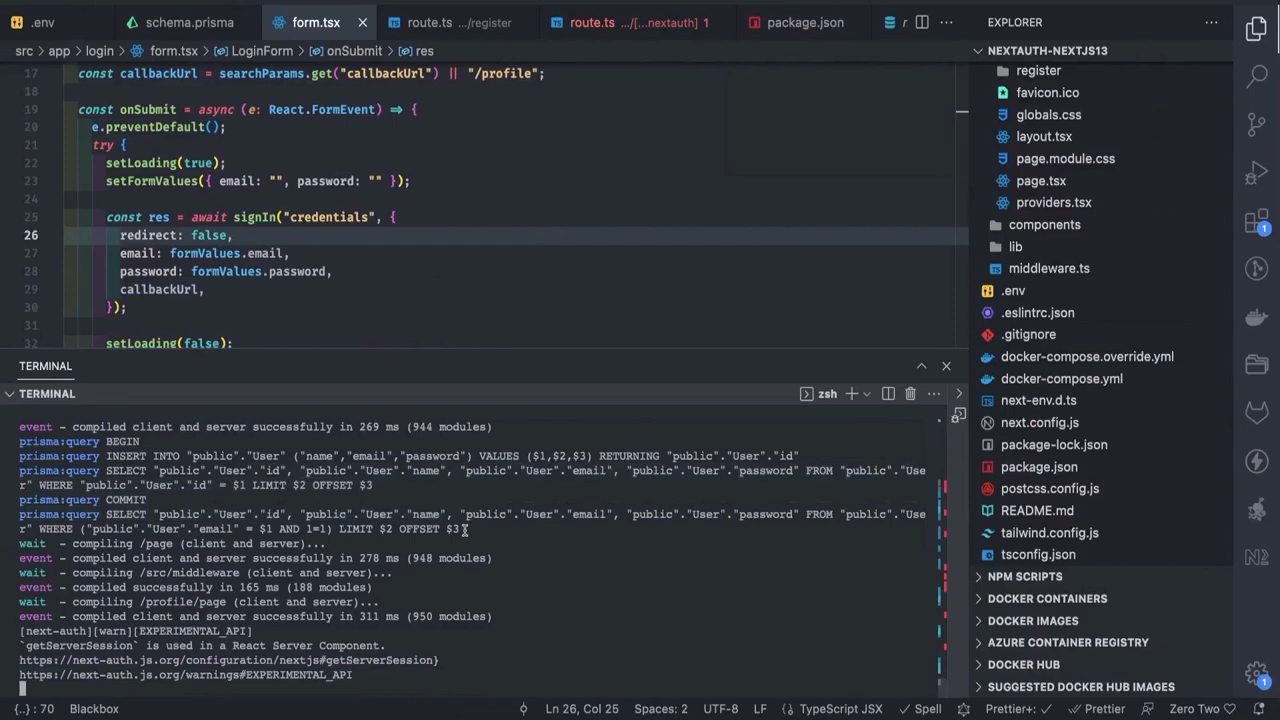 .env
schema.prisma
form.tsx
route.ts .../register
route.ts .../[...nextauth] 1
package.json
r
EXPLORER
src > app > login > form.tsx > LoginForm > onSubmit > res
NEXTAUTH-NEXTJS13
17 const callbackUrl = searchParams.get("callbackUrl") || "/profile";
18
19 const onSubmit = async (e: React.FormEvent) => {
20 e.preventDefault();
21 try {
22 setLoading(true);
23 setFormValues({ email: "", password: "" });
24
25 const res = await signIn("credentials", {
26 redirect: false,
27 email: formValues.email,
28 password: formValues.password,
29 callbackUrl,
30 });
31
32 setLoading(false);
register
favicon.ico
globals.css
layout.tsx
page.module.css
page.tsx
providers.tsx
components
lib
middleware.ts
.env
.eslintrc.json
.gitignore
docker-compose.override.yml
docker-compose.yml
next-env.d.ts
next.config.js
package-lock.json
package.json
postcss.config.js
README.md
tailwind.config.js
tsconfig.json
NPM SCRIPTS
DOCKER CONTAINERS
DOCKER IMAGES
AZURE CONTAINER REGISTRY
DOCKER HUB
SUGGESTED DOCKER HUB IMAGES
1
1
TERMINAL
TERMINAL
zsh
event - compiled client and server successfully in 269 ms (944 modules)
prisma:query BEGIN
prisma:query INSERT INTO "public"."User" ("name","email","password") VALUES ($1,$2,$3) RETURNING "public"."User"."id"
prisma:query SELECT "public"."User"."id", "public"."User"."name", "public"."User"."email", "public"."User"."password" FROM "public"."Use
r" WHERE "public"."User"."id" = $1 LIMIT $2 OFFSET $3
prisma:query COMMIT
prisma:query SELECT "public"."User"."id", "public"."User"."name", "public"."User"."email", "public"."User"."password" FROM "public"."Use
r" WHERE ("public"."User"."email" = $1 AND 1=1) LIMIT $2 OFFSET $3
wait - compiling /page (client and server)...
event - compiled client and server successfully in 278 ms (948 modules)
wait - compiling /src/middleware (client and server)...
event - compiled successfully in 165 ms (188 modules)
wait - compiling /profile/page (client and server)...
event - compiled client and server successfully in 311 ms (950 modules)
[next-auth][warn][EXPERIMENTAL_API]
`getServerSession` is used in a React Server Component.
https://next-auth.js.org/configuration/nextjs#getServerSession}
https://next-auth.js.org/warnings#EXPERIMENTAL_API
{..} : 70
Blackbox
Ln 26, Col 25
Spaces: 2
UTF-8
LF
{} TypeScript JSX
Spell
Prettier+:
Prettier
Zero Two